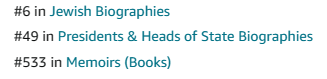 #6 in Jewish Biographies
#49 in Presidents & Heads of State Biographies
#533 in Memoirs (Books)